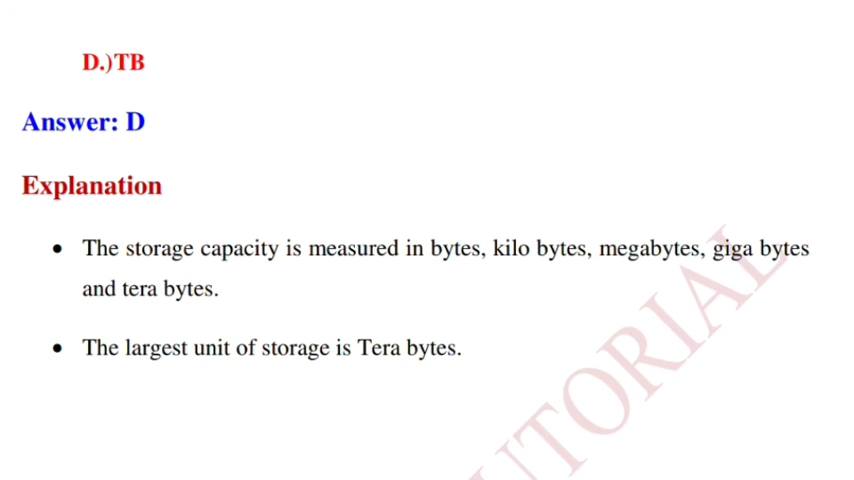 D.)TB
Answer: D
Explanation
• The storage capacity is measured in bytes, kilo bytes, megabytes, giga bytes
and tera bytes.
• The largest unit of storage is Tera bytes.
UTORIAL